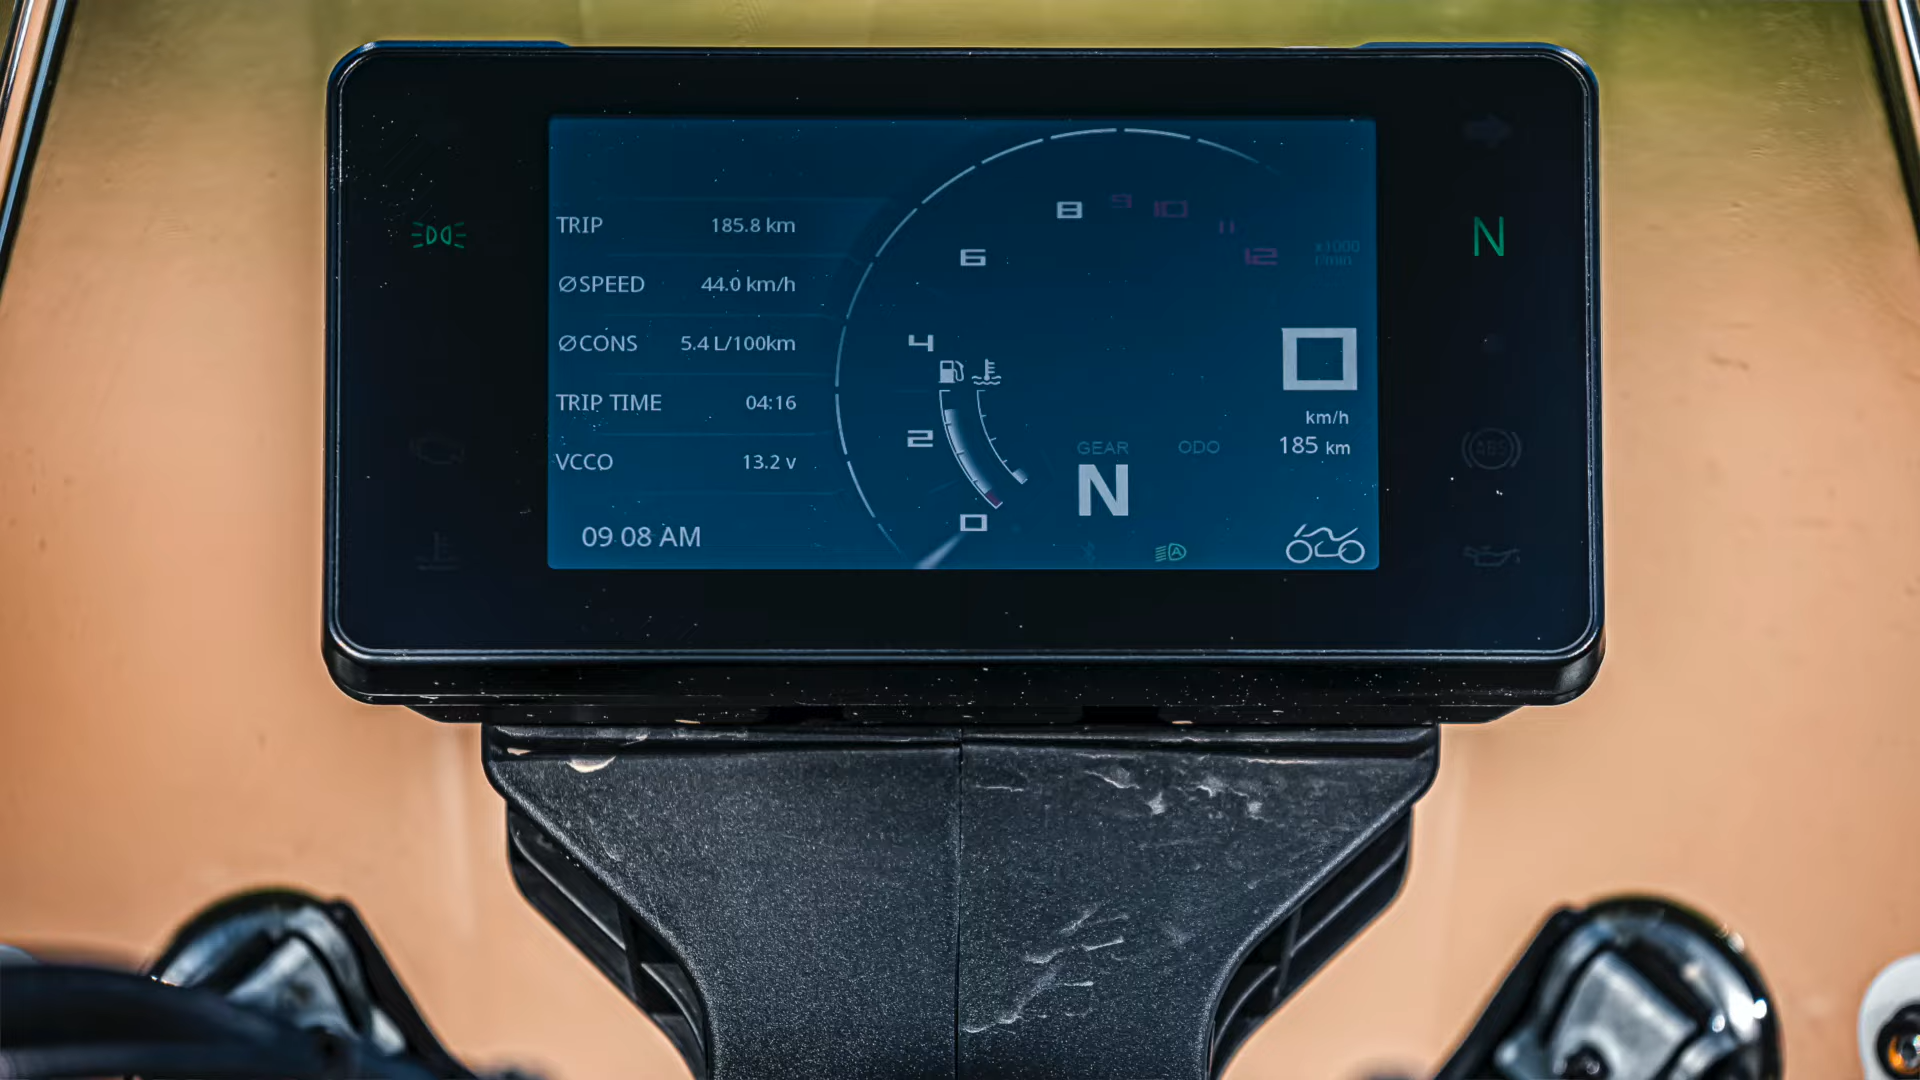 TRIP 185.8 km
ØSPEED 44.0 km/h
ØCONS 5.4 L/100km
TRIP TIME 04:16
VCCO 13.2 v
09 08 AM
0
2
4
6
8
9
10
11
12
x1000
r/min
GEAR
N
ODO
0
km/h
185 km
A
N
ABS